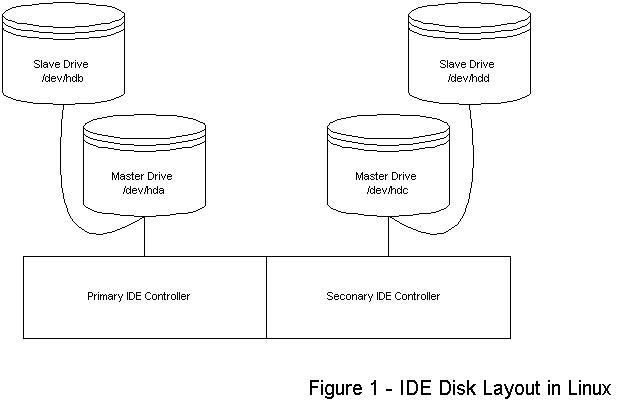 Slave Drive
/dev/hdb
Slave Drive
/dev/hdd
Master Drive
/dev/hda
Master Drive
/dev/hdc
Primary IDE Controller
Seconary IDE Controller
Figure 1 - IDE Disk Layout in Linux